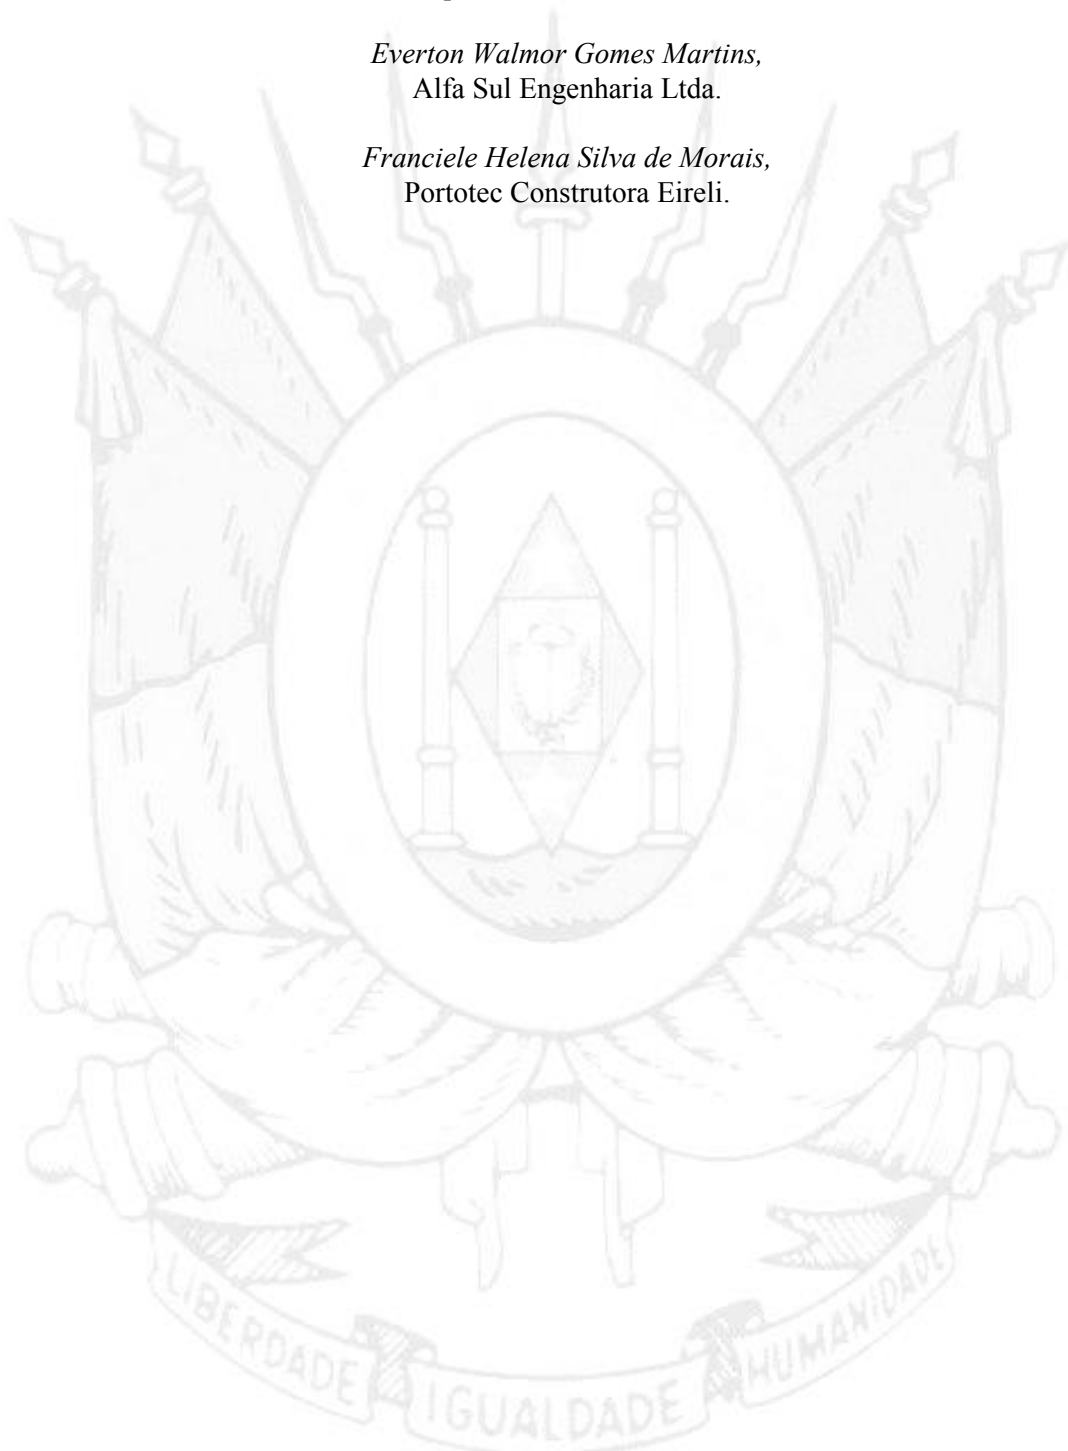 Everton Walmor Gomes Martins,
Alfa Sul Engenharia Ltda.
Franciele Helena Silva de Morais,
Portotec Construtora Eireli.
LIBERDADE
IGUALDADE
HUMANIDADE